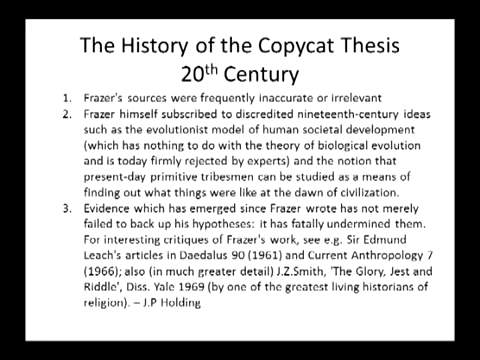 The History of the Copycat Thesis
20th Century
1. Frazer's sources were frequently inaccurate or irrelevant
2. Frazer himself subscribed to discredited nineteenth-century ideas
such as the evolutionist model of human societal development
(which has nothing to do with the theory of biological evolution
and is today firmly rejected by experts) and the notion that
present-day primitive tribesmen can be studied as a means of
finding out what things were like at the dawn of civilization.
3. Evidence which has emerged since Frazer wrote has not merely
failed to back up his hypotheses: it has fatally undermined them.
For interesting critiques of Frazer's work, see e.g. Sir Edmund
Leach's articles in Daedalus 90 (1961) and Current Anthropology 7
(1966); also (in much greater detail) J.Z.Smith, 'The Glory, Jest and
Riddle', Diss. Yale 1969 (by one of the greatest living historians of
religion). – J.P Holding